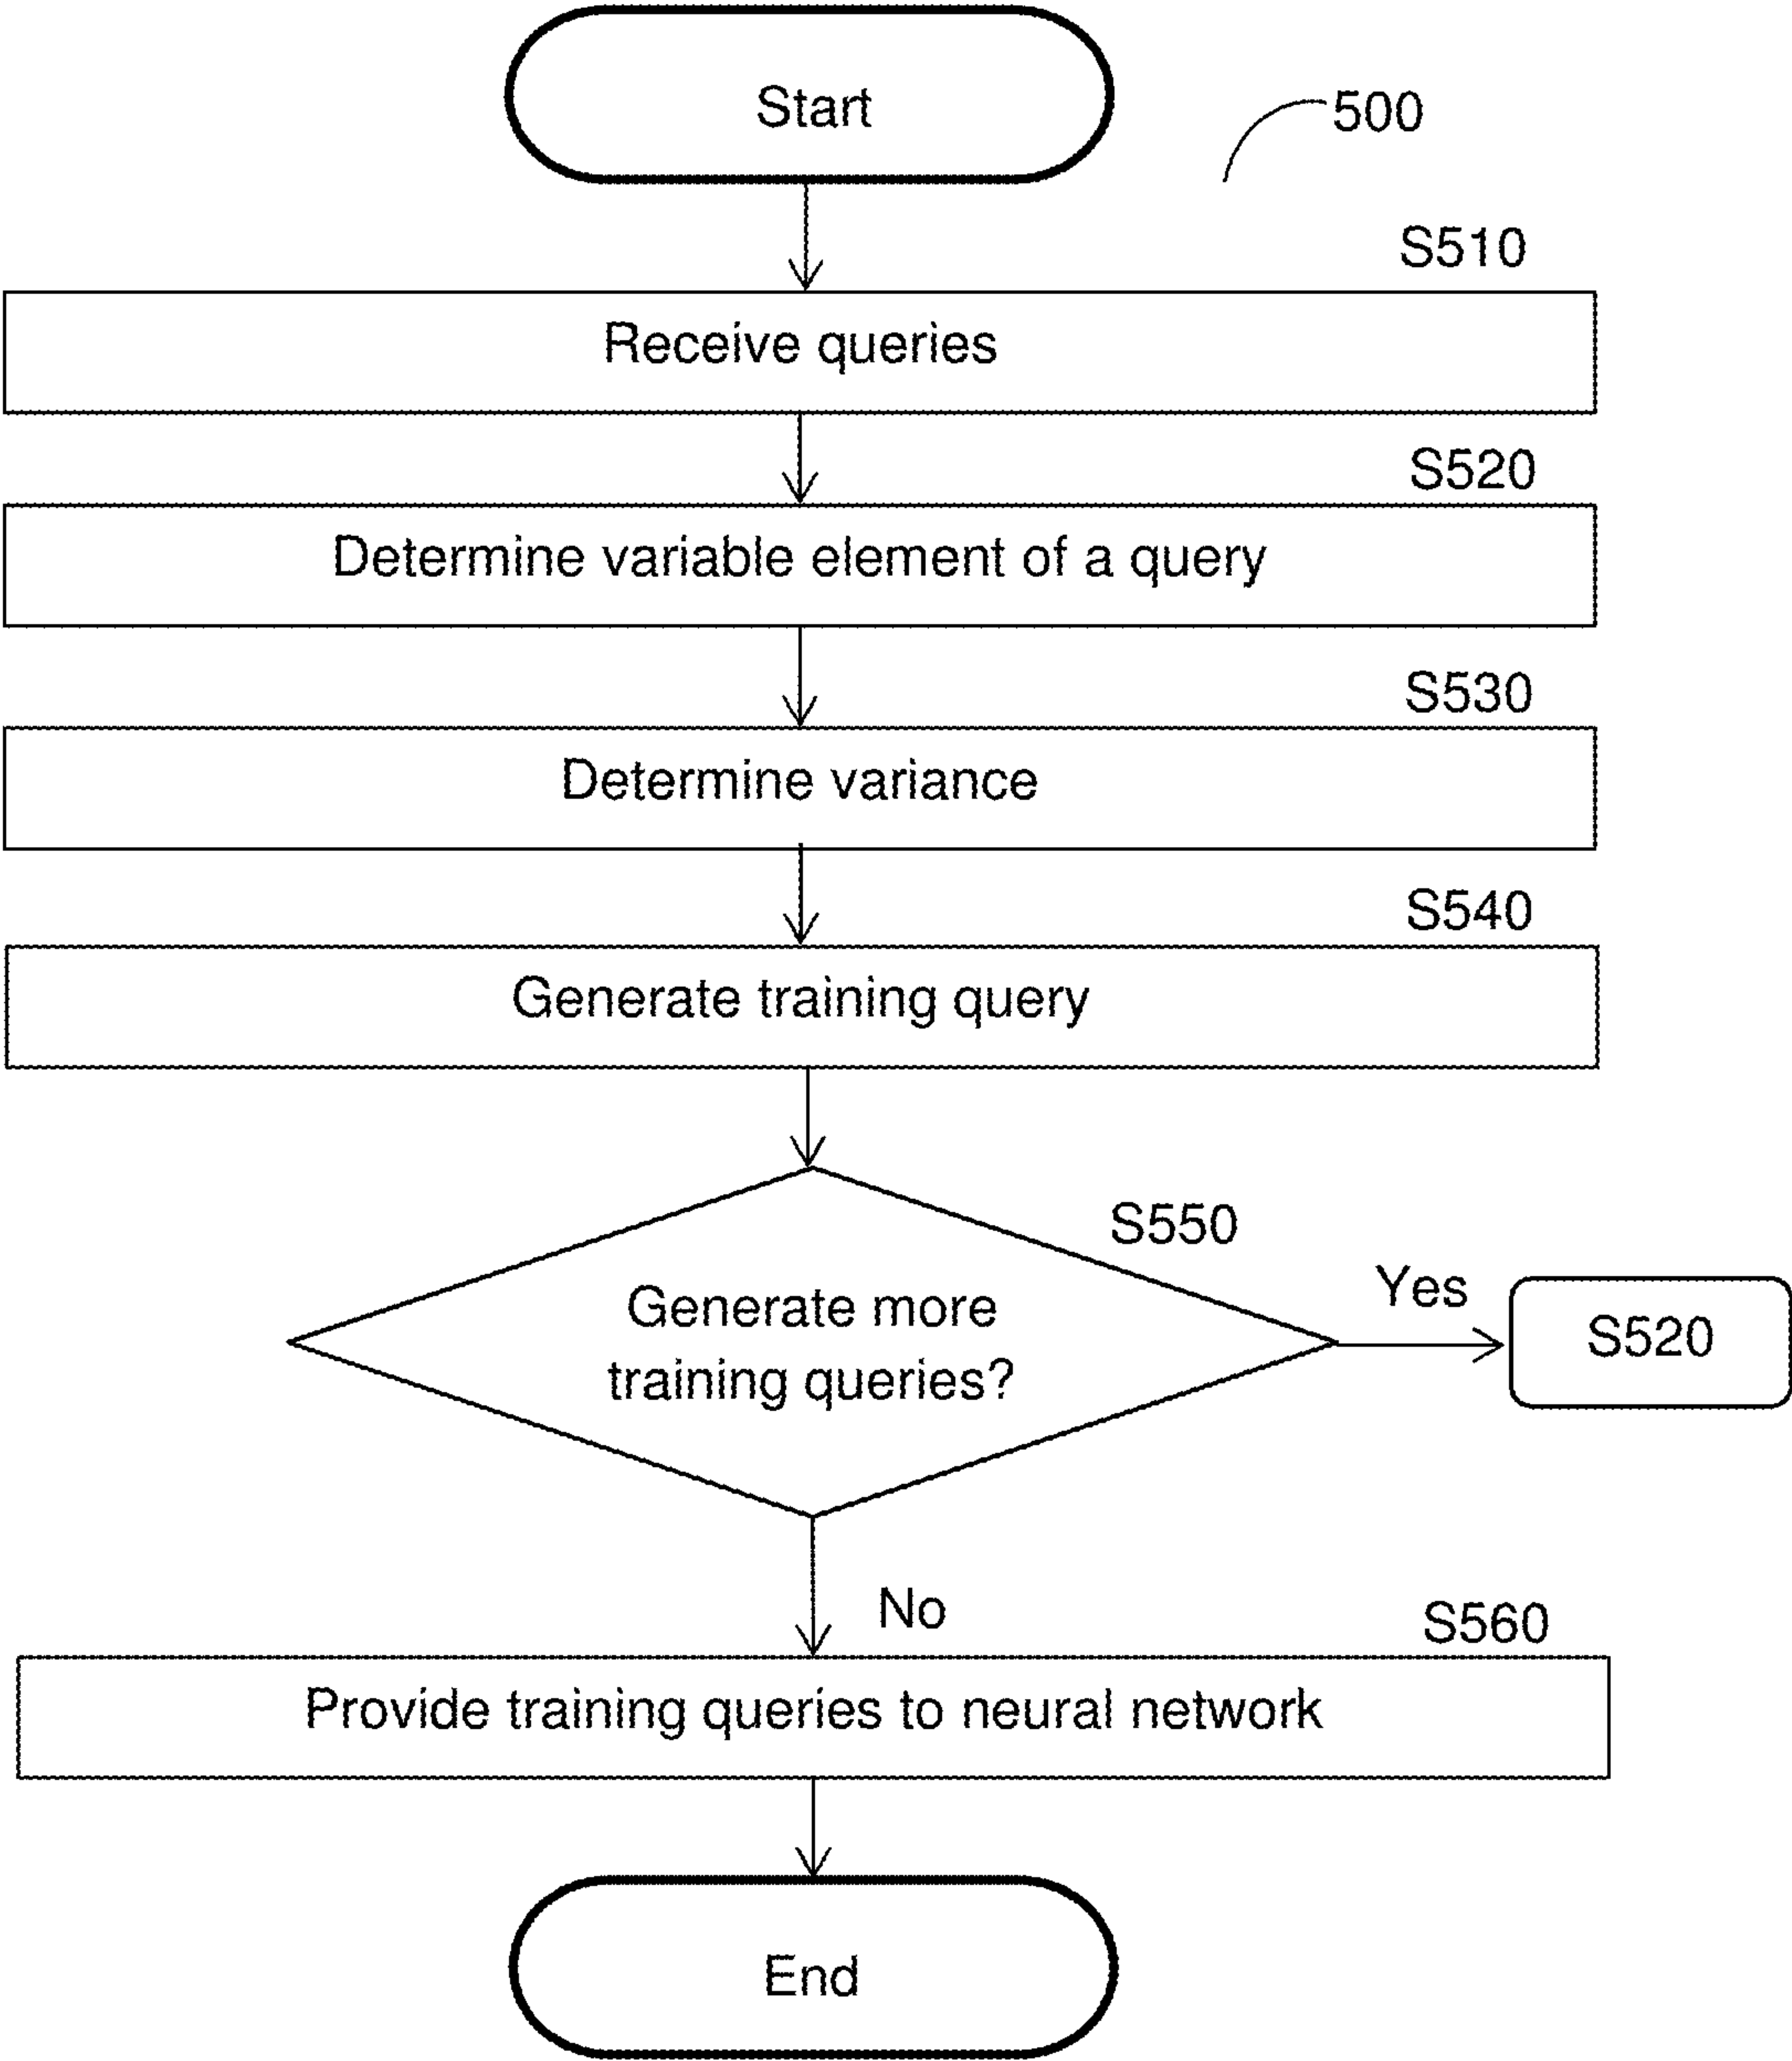 Start
500
S510
Receive queries
S520
Determine variable element of a query
S530
Determine variance
S540
Generate training query
S550
Generate more
training queries?
Yes
S520
No
S560
Provide training queries to neural network
End